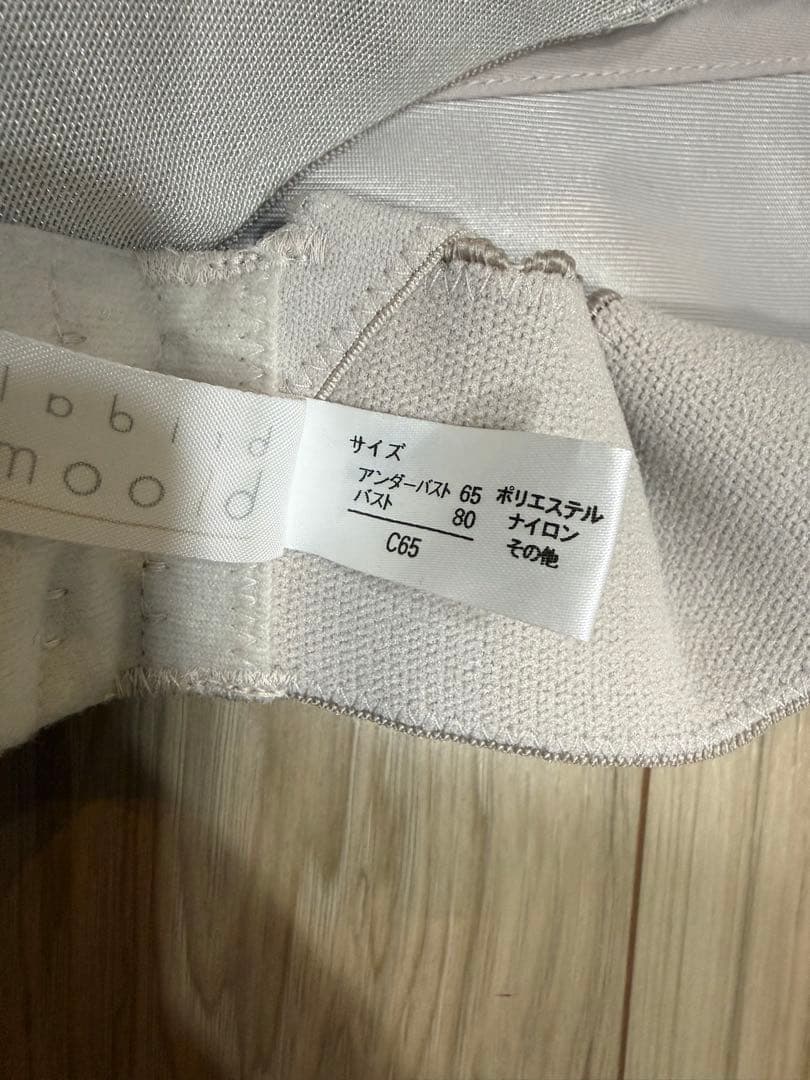 サイズ
アンダーバスト 65
バスト 80
C65
ポリエステル
ナイロン
その他